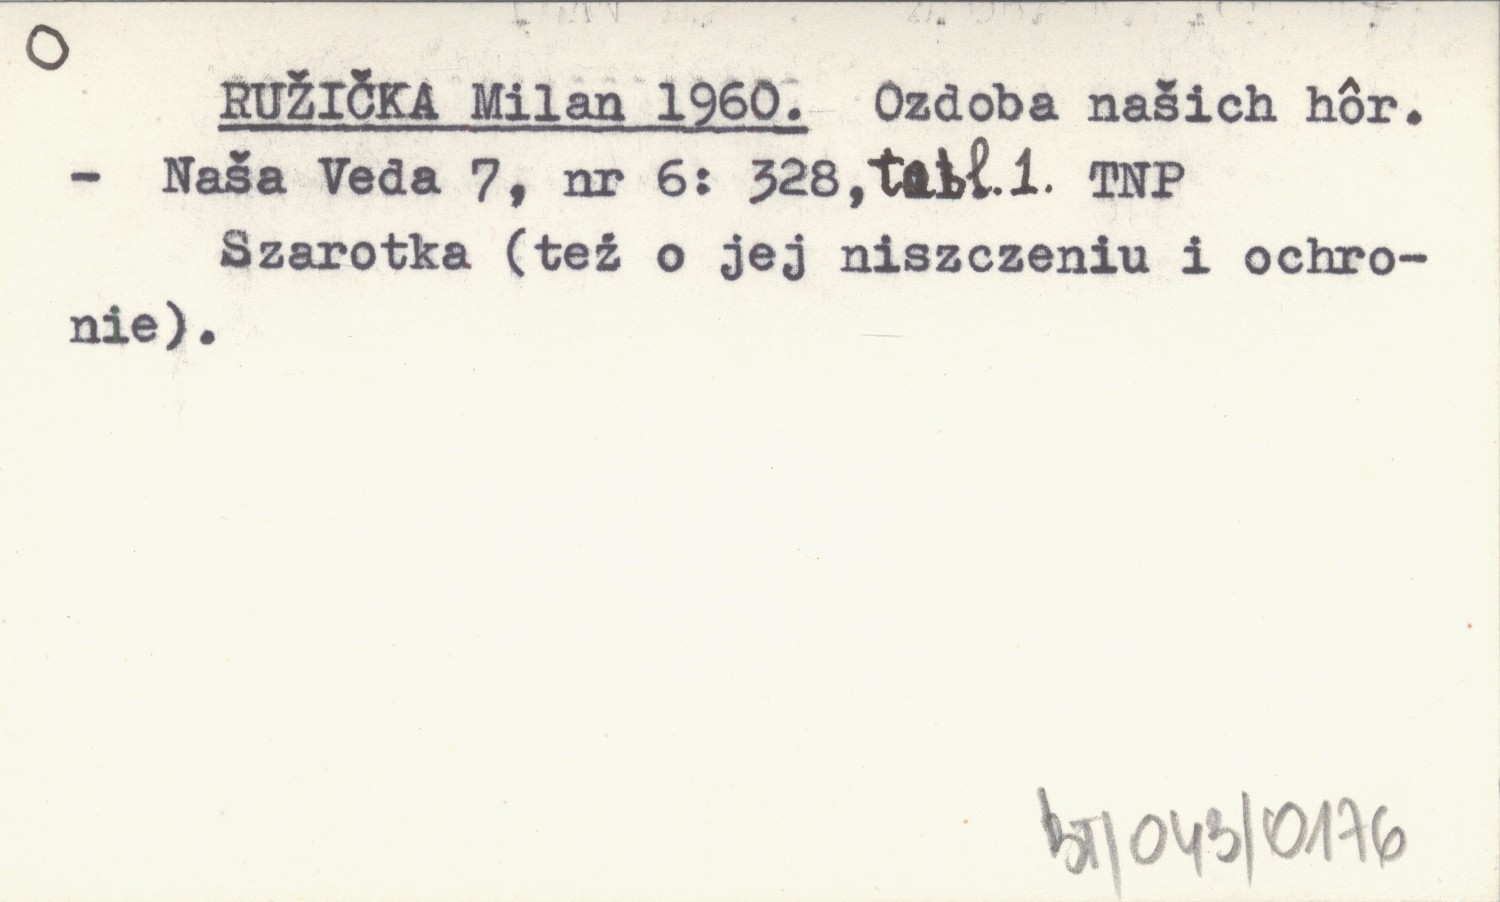 O
RUŽIČKA Milan 1960. Ozdoba našich hôr.
- Naša Veda 7, nr 6: 328, tabl. 1. TNP
Szarotka (też o jej niszczeniu i ochro-
nie).
BT/043/0176